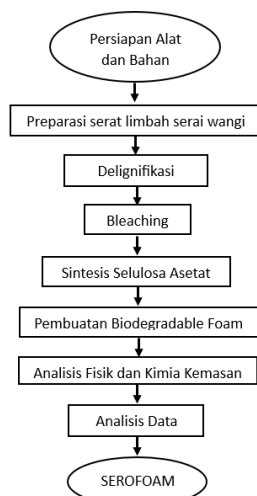 Persiapan Alat
dan Bahan
Preparasi serat limbah serai wangi
Delignifikasi
Bleaching
Sintesis Selulosa Asetat
Pembuatan Biodegradable Foam
Analisis Fisik dan Kimia Kemasan
Analisis Data
SEROFOAM